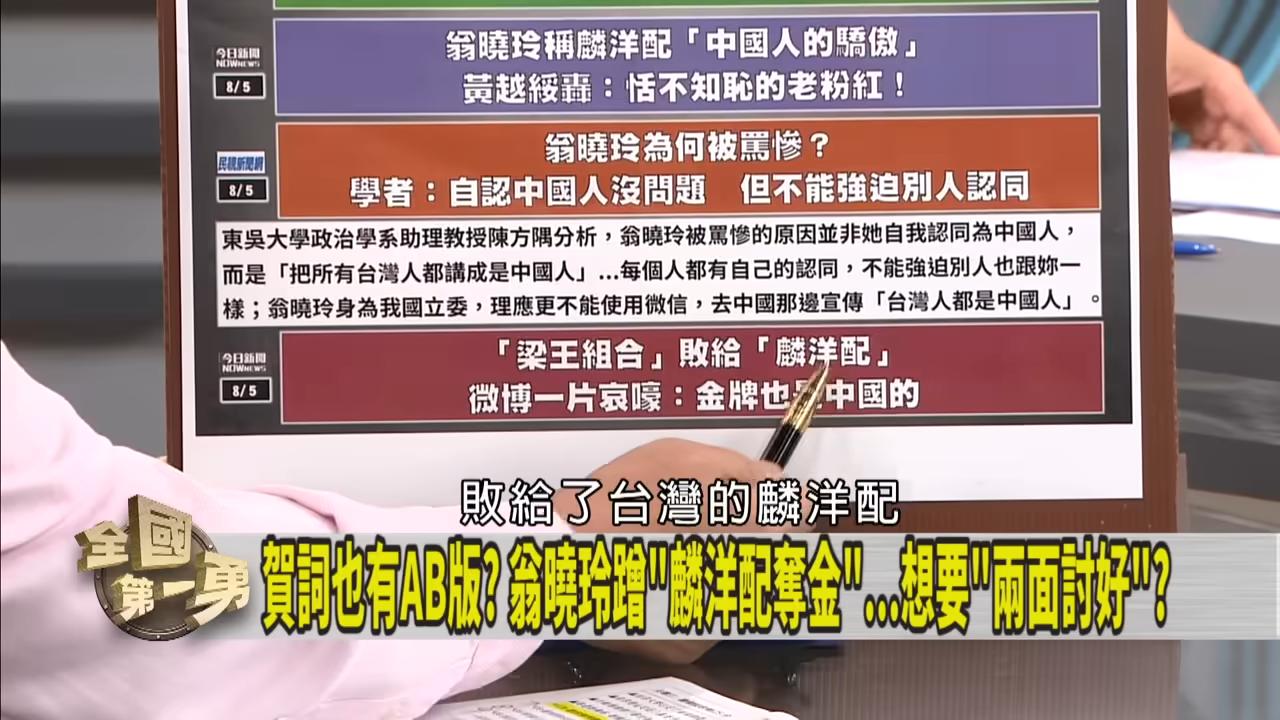 今日新聞
NOWNEWS
8/5
翁曉玲稱麟洋配「中國人的驕傲」
黃越綏轟：恬不知恥的老粉紅！
民視新聞網
8/5
翁曉玲為何被罵慘？
學者：自認中國人沒問題 但不能強迫別人認同
東吳大學政治學系助理教授陳方隅分析，翁曉玲被罵慘的原因並非她自我認同為中國人，
而是「把所有台灣人都講成是中國人」...每個人都有自己的認同，不能強迫別人也跟妳一
樣；翁曉玲身為我國立委，理應更不能使用微信，去中國那邊宣傳「台灣人都是中國人」。
今日新聞
NOWNEWS
8/5
「梁王組合」敗給「麟洋配」
微博一片哀嚎：金牌也是中國的
敗給了台灣的麟洋配
全國第一勇
賀詞也有AB版？翁曉玲蹭"麟洋配奪金"...想要"兩面討好"？